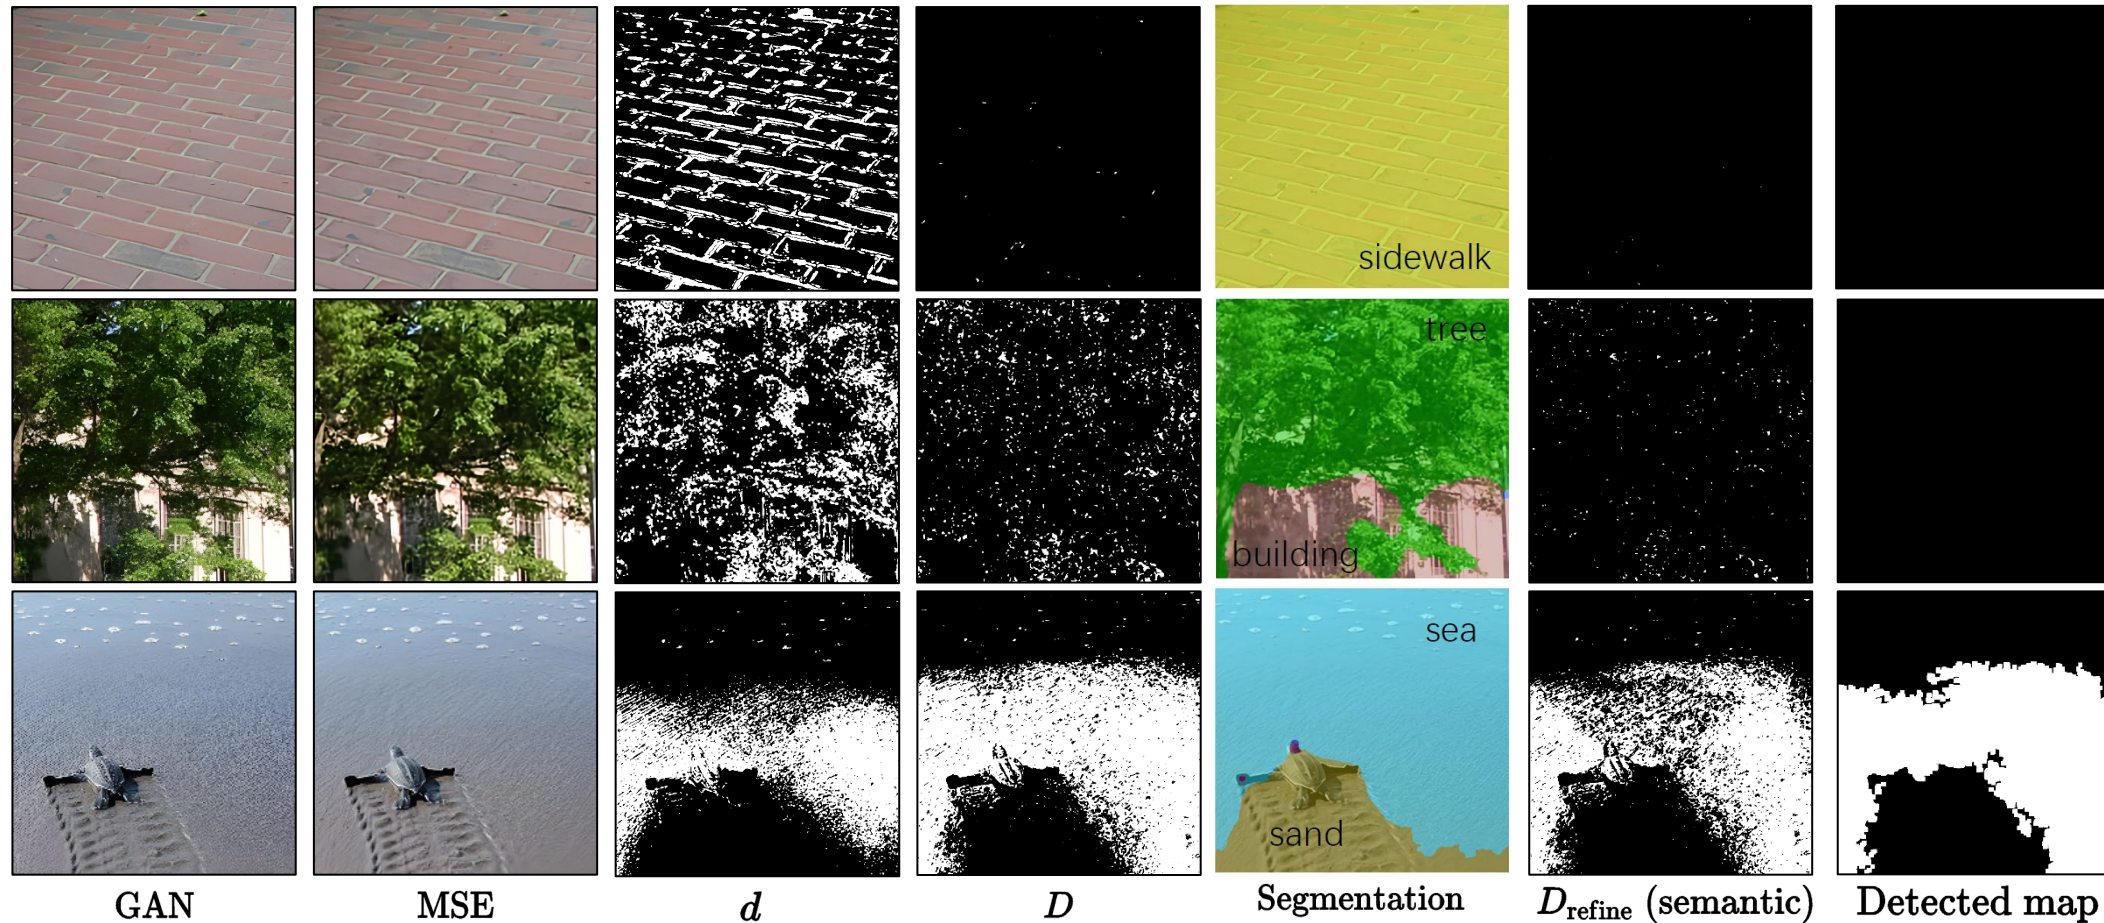 sidewalk
tree
building
sea
sand
GAN MSE d D Segmentation D_refine (semantic) Detected map